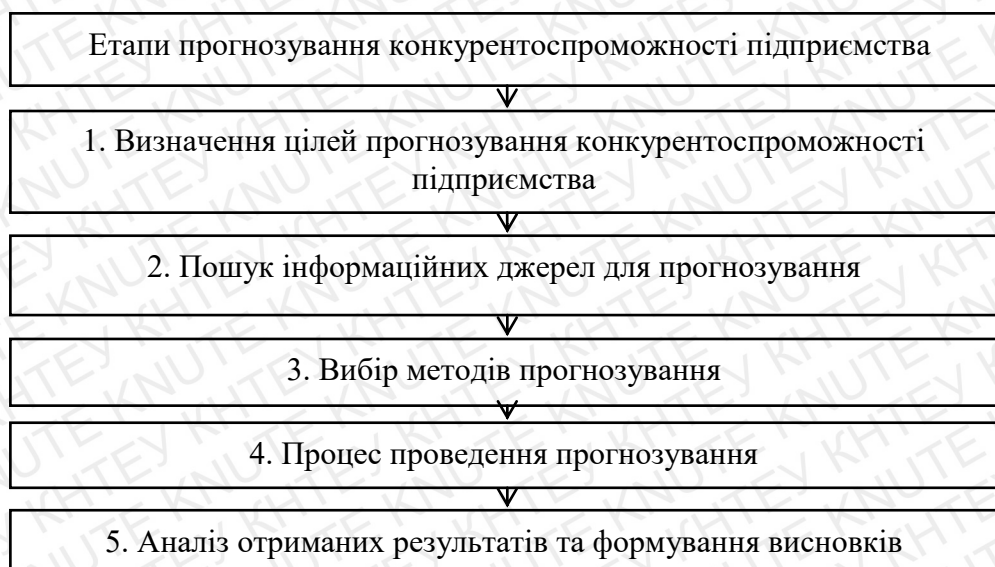 Етапи прогнозування конкурентоспроможності підприємства
1. Визначення цілей прогнозування конкурентоспроможності
підприємства
2. Пошук інформаційних джерел для прогнозування
3. Вибір методів прогнозування
4. Процес проведення прогнозування
5. Аналіз отриманих результатів та формування висновків